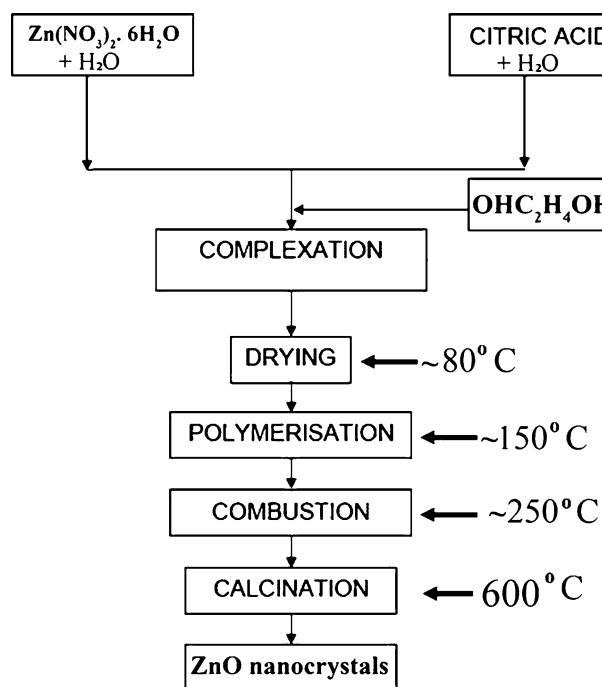 Zn(NO₃)₂. 6H₂O
+ H₂O
CITRIC ACID
+ H₂O
OHC₂H₄OH
COMPLEXATION
DRYING
~80° C
POLYMERISATION
~150° C
COMBUSTION
~250° C
CALCINATION
600° C
ZnO nanocrystals